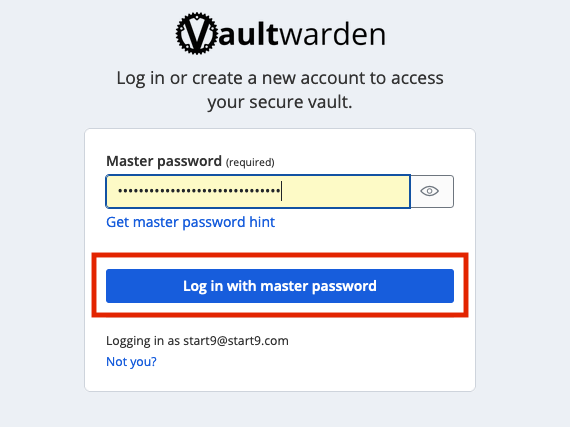 Vaultwarden
Log in or create a new account to access
your secure vault.
Master password (required)
•••••••••••••••••••••••••••••••
Get master password hint
Log in with master password
Logging in as start9@start9.com
Not you?